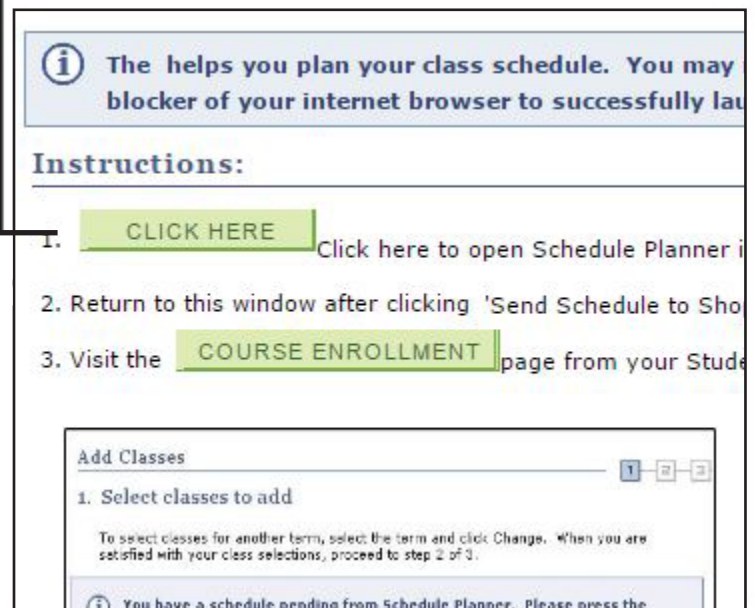 The helps you plan your class schedule. You may
blocker of your internet browser to successfully
Instructions:
1. CLICK HERE Click here to open Schedule Planner
2. Return to this window after clicking 'Send Schedule to
3. Visit the COURSE ENROLLMENT page from your
Add Classes
1 2 3
1. Select classes to add
To select classes for another term, select the term and click Change. When you are
satisfied with your class selections, proceed to step 2 of 3.
You have a schedule pending from Schedule Planner. Please press the